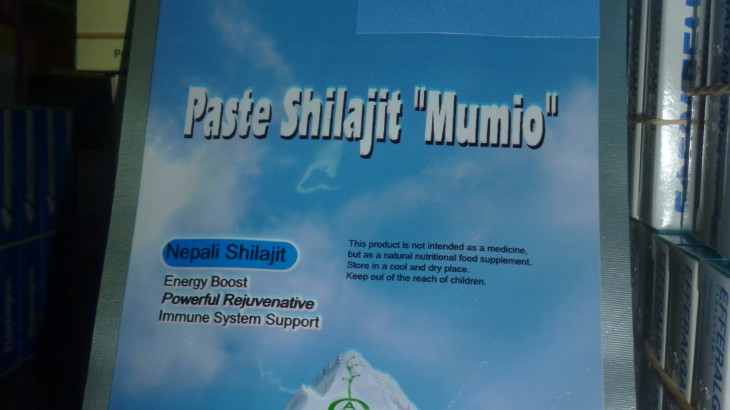 Paste Shilajit "Mumio"
Nepali Shilajit
Energy Boost
Powerful Rejuvenative
Immune System Support
This product is not intended as a medicine,
but as a natural nutritional food supplement.
Store in a cool and dry place.
Keep out of the reach of children.
EFFERALGA